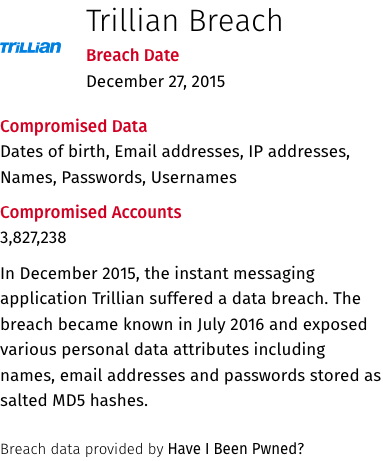 Trillian Breach
TRiLLiAN
Breach Date
December 27, 2015
Compromised Data
Dates of birth, Email addresses, IP addresses,
Names, Passwords, Usernames
Compromised Accounts
3,827,238
In December 2015, the instant messaging
application Trillian suffered a data breach. The
breach became known in July 2016 and exposed
various personal data attributes including
names, email addresses and passwords stored as
salted MD5 hashes.
Breach data provided by Have I Been Pwned?